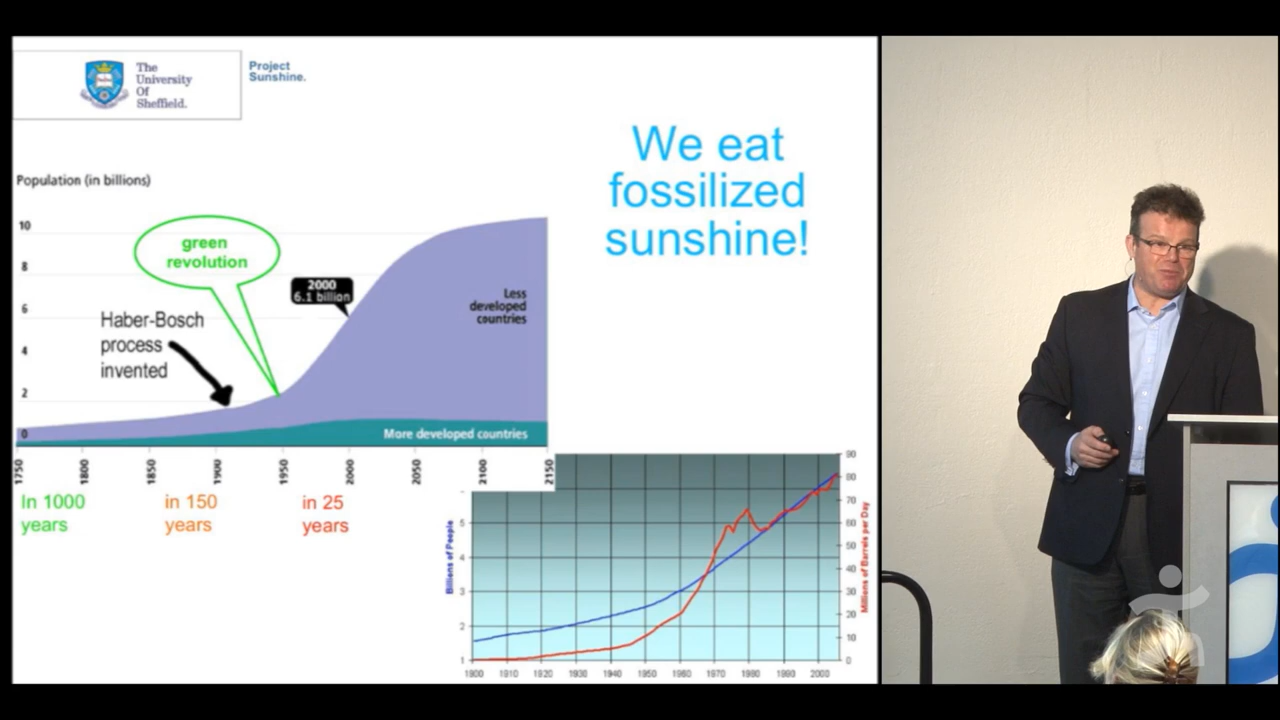 The
University
Of
Sheffield.
Project
Sunshine.
We eat
fossilized
sunshine!
Population (in billions)
10
8
6
4
2
0
green
revolution
2000
6.1 billion
Less
developed
countries
Haber-Bosch
process
invented
More developed countries
1750
1800
1850
1900
1950
2000
2050
2100
2150
In 1000
years
in 150
years
in 25
years
Billions of People
5
4
3
2
1
90
80
70
60
50
40
30
20
10
0
Millions of Barrels per Day
1900 1910 1920 1930 1940 1950 1960 1970 1980 1990 2000